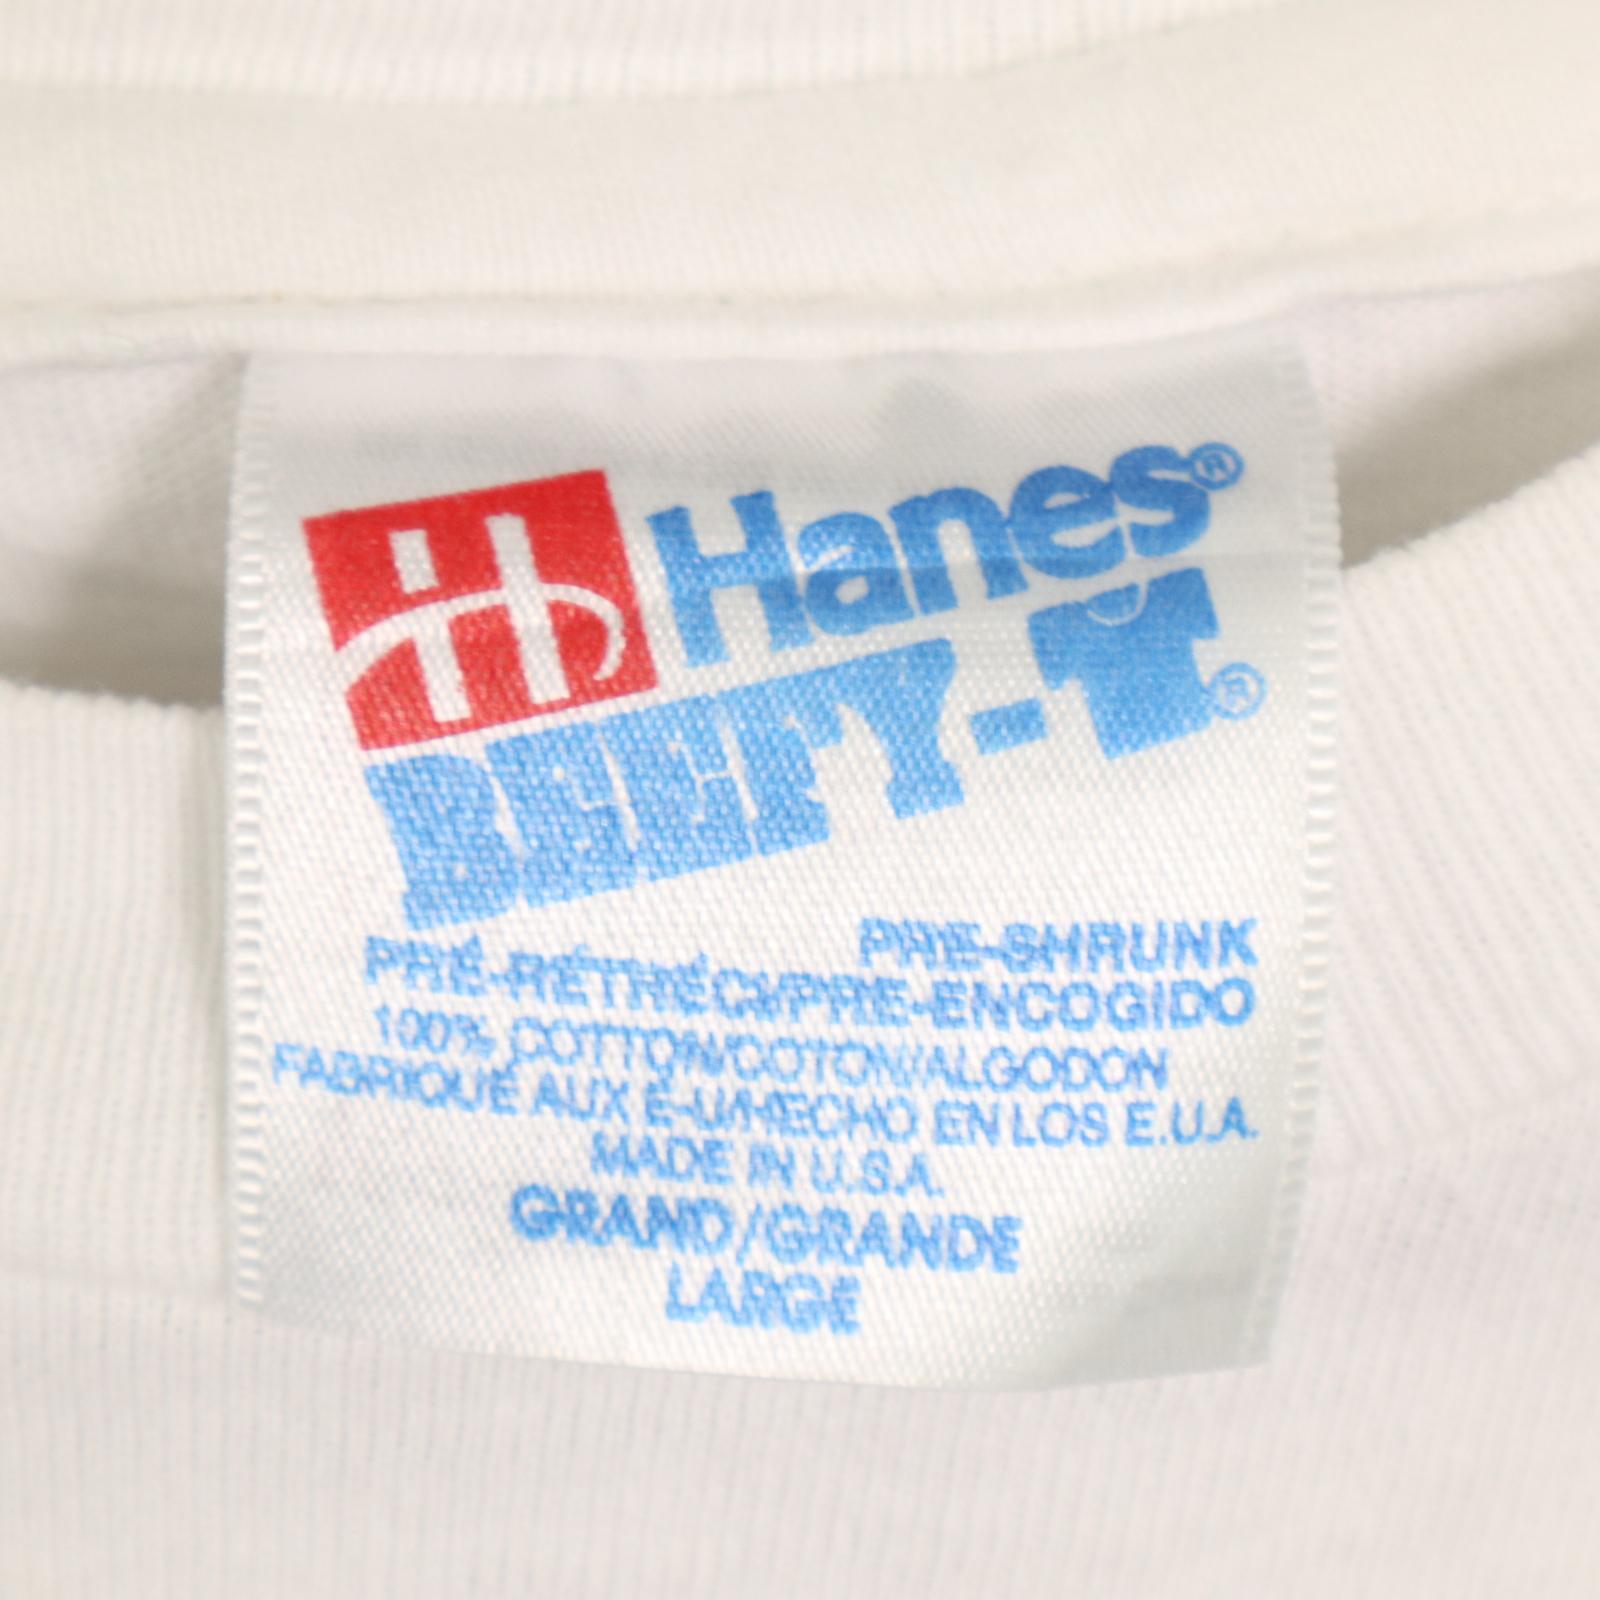 H Hanes®
BEEFY-T®
PRE-SHRUNK
PRÉ-RÉTRÉCI/PRE-ENCOGIDO
100% COTTON/COTON/ALGODON
FABRIQUÉ AUX É-U/HECHO EN LOS E.U.A.
MADE IN U.S.A.
GRAND/GRANDE
LARGE